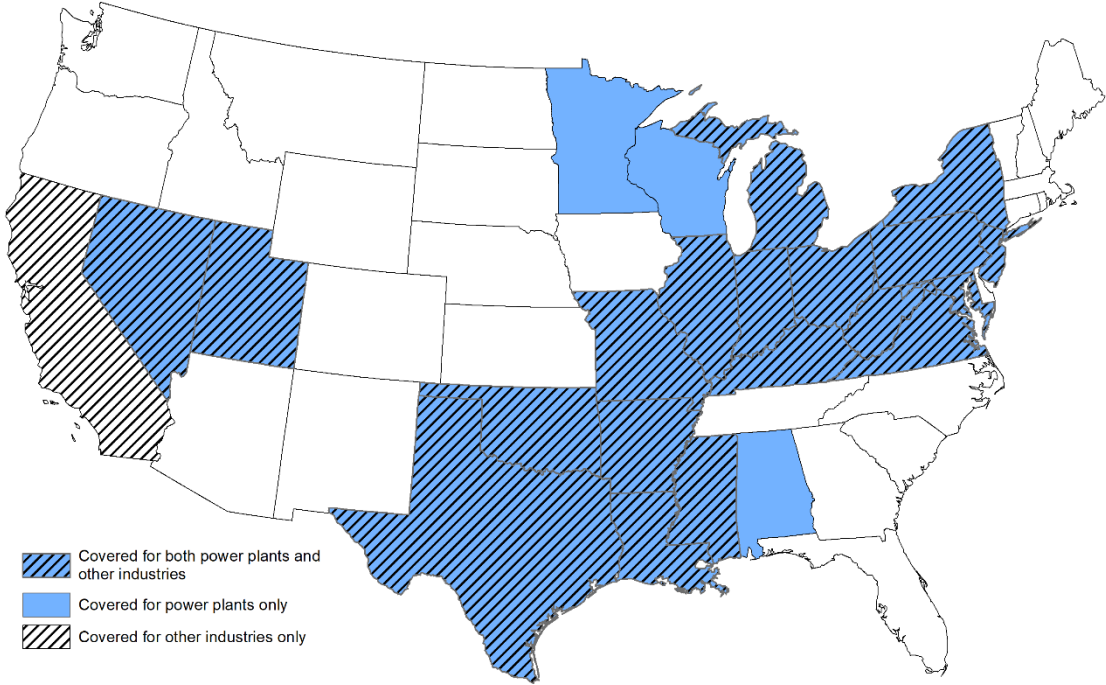 Covered for both power plants and
other industries
Covered for power plants only
Covered for other industries only